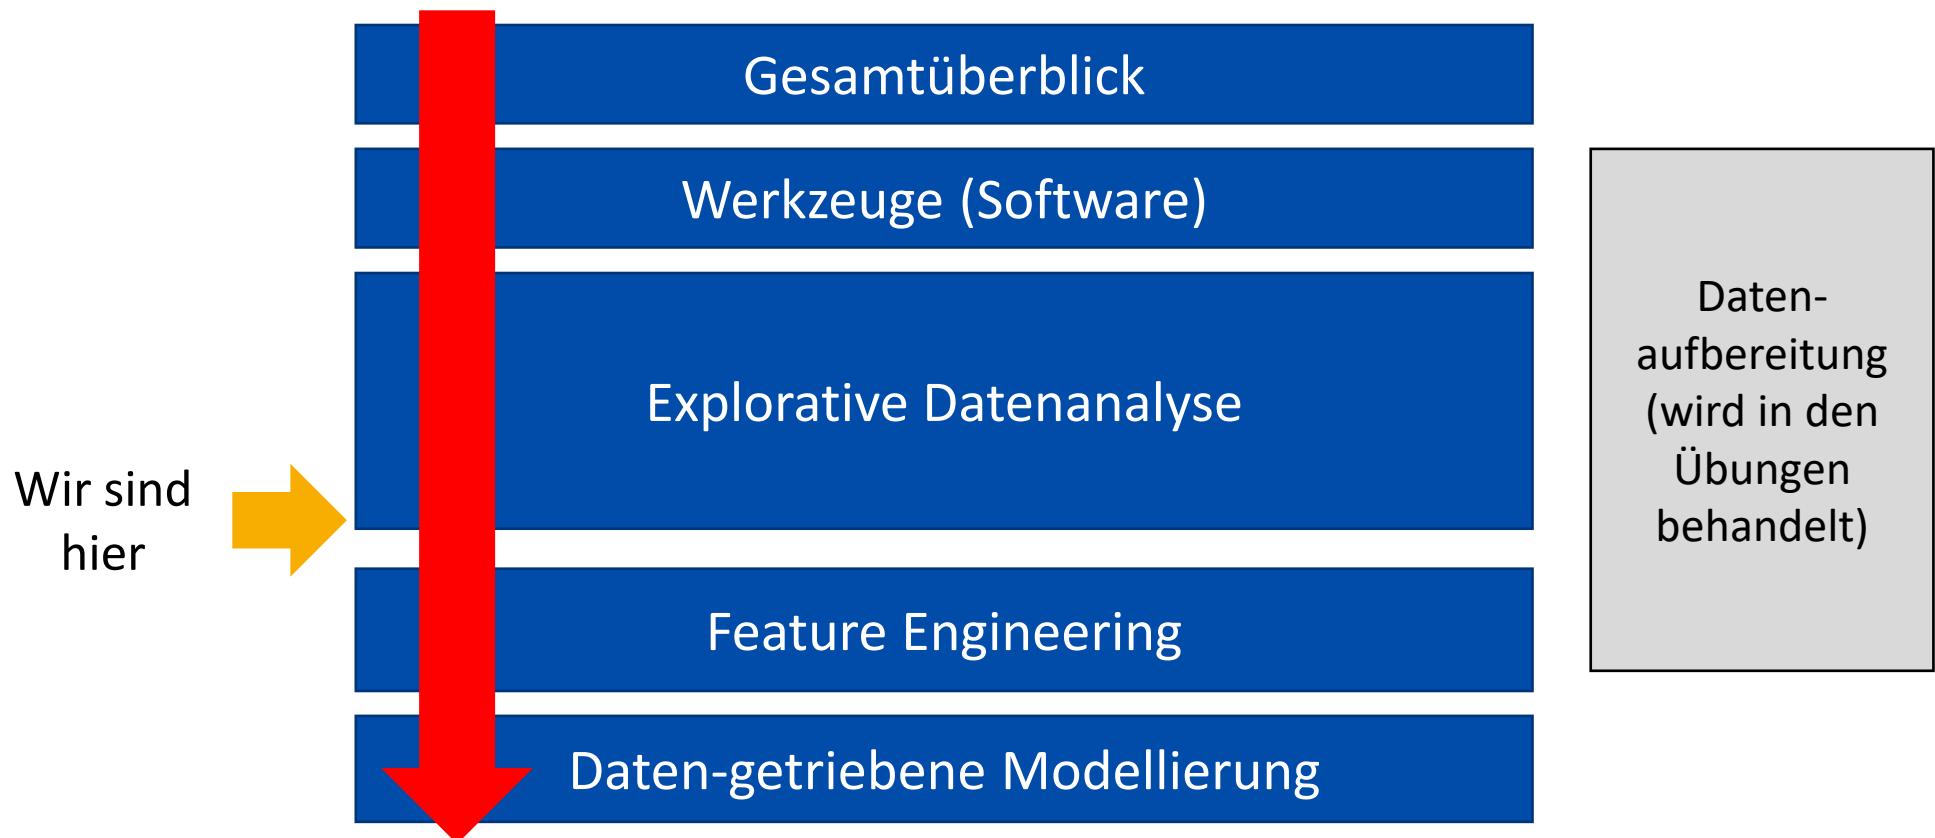 Gesamtüberblick
Werkzeuge (Software)
Explorative Datenanalyse
Wir sind
hier
Feature Engineering
Daten-getriebene Modellierung
Daten-
aufbereitung
(wird in den
Übungen
behandelt)